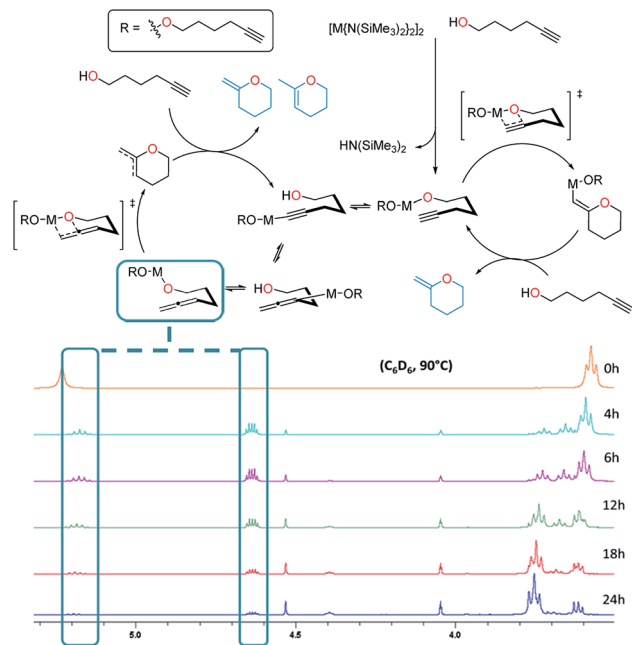 R =
O
[M{N(SiMe3)2}2]2
HO
HO
O
O
RO-M
O
‡
HN(SiMe3)2
O
HO
M
OR
RO-M
O
‡
RO-M
RO-M
O
O
RO-M
O
HO
M-OR
O
HO
(C6D6, 90°C)
0h
4h
6h
12h
18h
24h
5.0
4.5
4.0